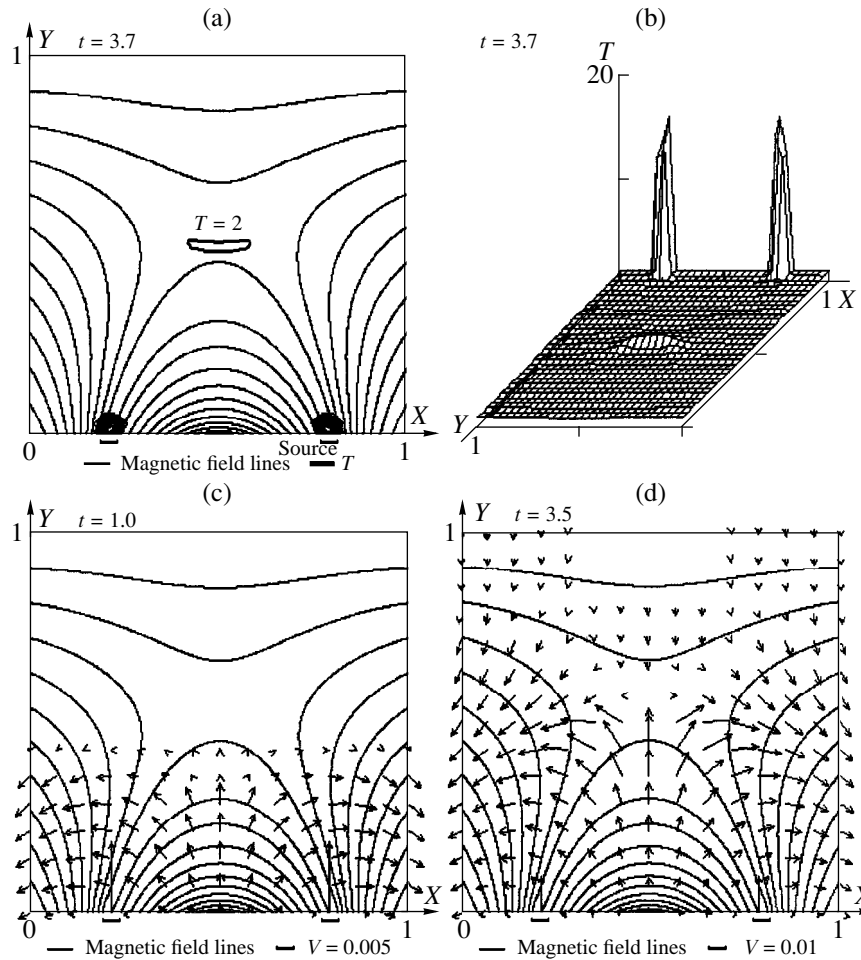 (a)
Y t = 3.7
1
T = 2
X
0 Source 1
Magnetic field lines T
(b)
t = 3.7
T
20
1 X
Y
1
(c)
Y t = 1.0
1
X
0 1
Magnetic field lines V = 0.005
(d)
Y t = 3.5
1
X
0 1
Magnetic field lines V = 0.01